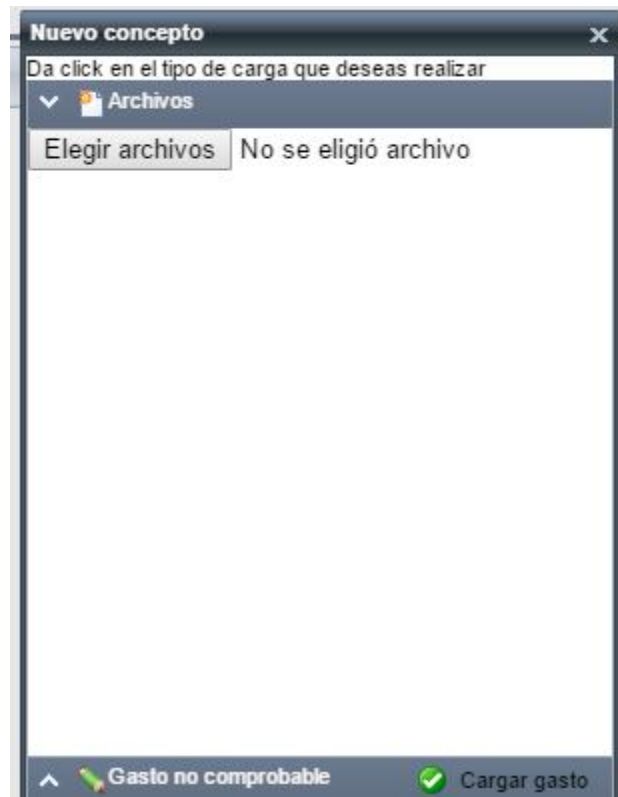 Nuevo concepto
Da click en el tipo de carga que deseas realizar
Archivos
Elegir archivos No se eligió archivo
Gasto no comprobable Cargar gasto